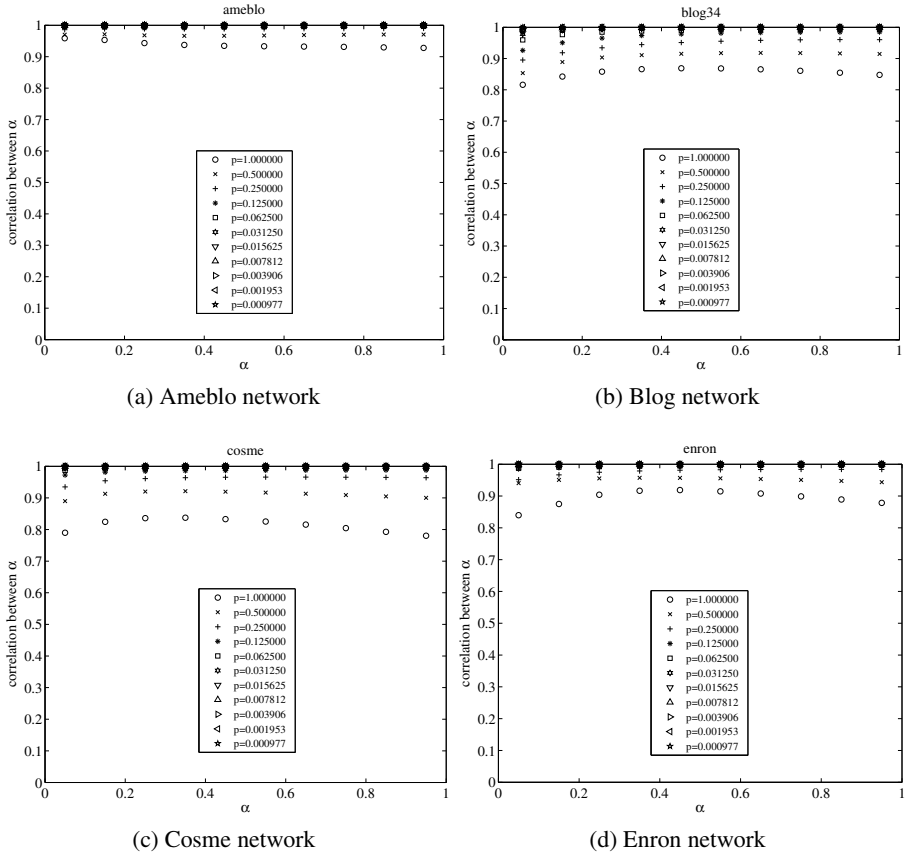 ameblo
1
0.9
0.8
0.7
0.6
0.5
0.4
0.3
0.2
0.1
0
correlation between α
p=1.000000
p=0.500000
p=0.250000
p=0.125000
p=0.062500
p=0.031250
p=0.015625
p=0.007812
p=0.003906
p=0.001953
p=0.000977
0 0.2 0.4 0.6 0.8 1
α
(a) Ameblo network
blog34
1
0.9
0.8
0.7
0.6
0.5
0.4
0.3
0.2
0.1
0
correlation between α
p=1.000000
p=0.500000
p=0.250000
p=0.125000
p=0.062500
p=0.031250
p=0.015625
p=0.007812
p=0.003906
p=0.001953
p=0.000977
0 0.2 0.4 0.6 0.8 1
α
(b) Blog network
cosme
1
0.9
0.8
0.7
0.6
0.5
0.4
0.3
0.2
0.1
0
correlation between α
p=1.000000
p=0.500000
p=0.250000
p=0.125000
p=0.062500
p=0.031250
p=0.015625
p=0.007812
p=0.003906
p=0.001953
p=0.000977
0 0.2 0.4 0.6 0.8 1
α
(c) Cosme network
enron
1
0.9
0.8
0.7
0.6
0.5
0.4
0.3
0.2
0.1
0
correlation between α
p=1.000000
p=0.500000
p=0.250000
p=0.125000
p=0.062500
p=0.031250
p=0.015625
p=0.007812
p=0.003906
p=0.001953
p=0.000977
0 0.2 0.4 0.6 0.8 1
α
(d) Enron network